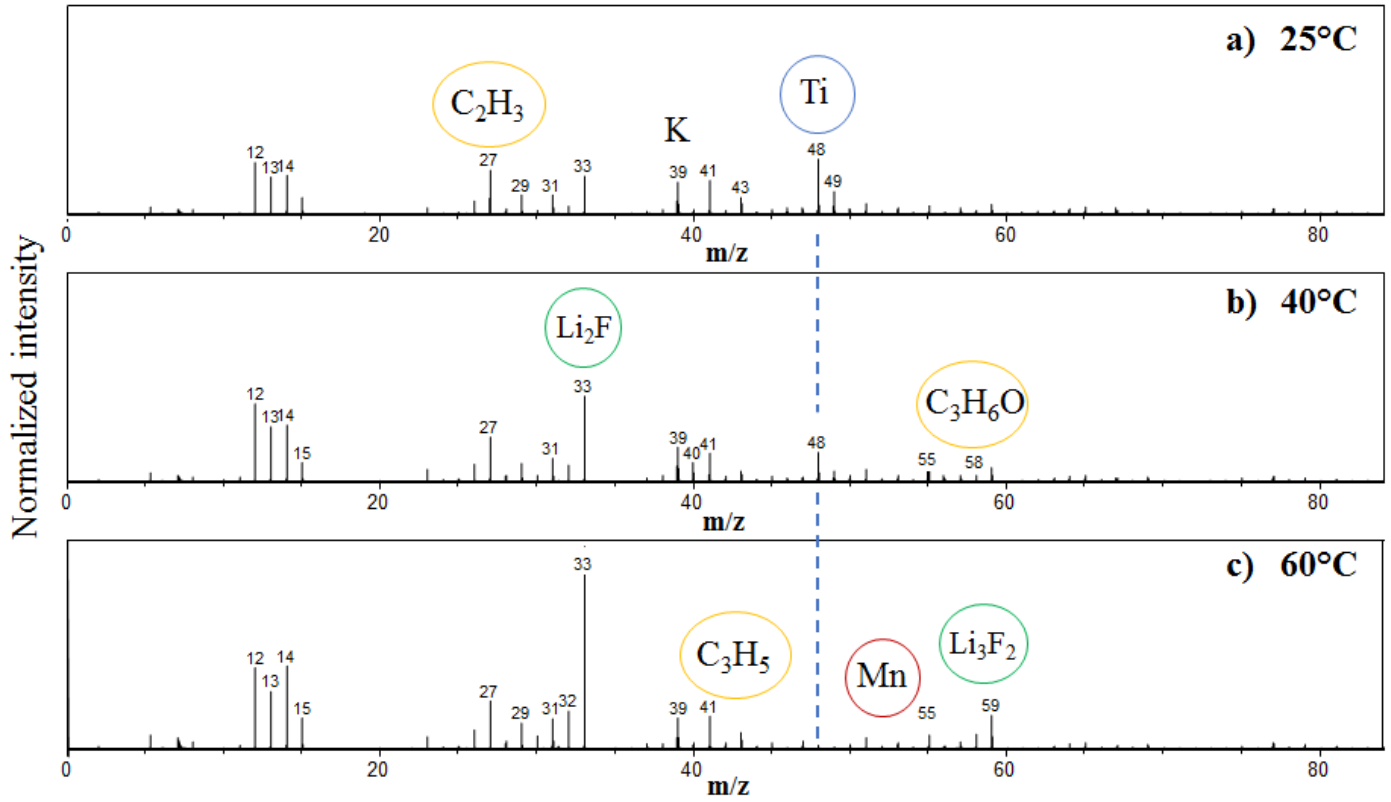 Normalized intensity
a) 25°C
C₂H₃
K
Ti
12 13 14 27 29 31 33 39 41 43 48 49
0 20 40 60 80
m/z
b) 40°C
Li₂F
C₃H₆O
12 13 14 15 27 31 33 39 40 41 48 55 58
0 20 40 60 80
m/z
c) 60°C
C₃H₅
Mn
Li₃F₂
12 13 14 15 27 29 31 32 33 39 41 55 59
0 20 40 60 80
m/z